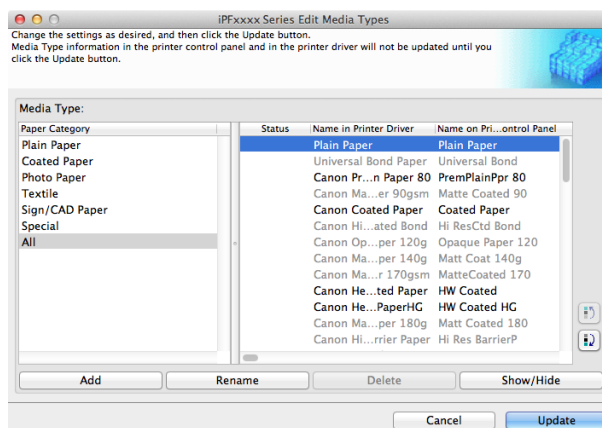 iPFxxxx Series Edit Media Types
Change the settings as desired, and then click the Update button.
Media Type information in the printer control panel and in the printer driver will not be updated until you
click the Update button.
Media Type:
Paper Category
Plain Paper
Coated Paper
Photo Paper
Textile
Sign/CAD Paper
Special
All
Status Name in Printer Driver Name on Pri...ontrol Panel
Plain Paper Plain Paper
Universal Bond Paper Universal Bond
Canon Pr...n Paper 80 PremPlainPpr 80
Canon Ma...er 90gsm Matte Coated 90
Canon Coated Paper Coated Paper
Canon Hi...ated Bond Hi ResCtd Bond
Canon Op...per 120g Opaque Paper 120
Canon Ma...per 140g Matt Coat 140g
Canon Ma...r 170gsm MatteCoated 170
Canon He...ted Paper HW Coated
Canon He...PaperHG HW Coated HG
Canon Ma...per 180g Matt Coated 180
Canon Hi...rrier Paper Hi Res BarrierP
Add Rename Delete Show/Hide
Cancel Update